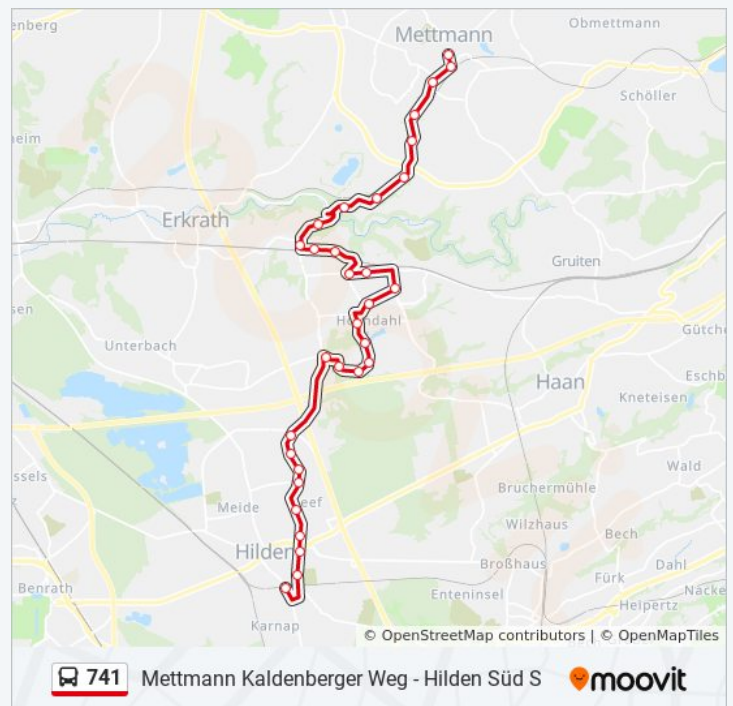 enberg
Mettmann
Obmettmann
Schöller
heim
Erkrath
Gruiten
sen
Hochdahl
Gütche
Unterbach
Eschb
Haan
Kneteisen
ssels
Wald
Bruchermühle
Meide
eef
Wilzhaus
Bech
Hilden
Broßhaus
Dahl
Benrath
Fürk
Näcke
Enteninsel
Helpertz
Karnap
© OpenStreetMap contributors | © OpenMapTiles
741 Mettmann Kaldenberger Weg - Hilden Süd S moovit